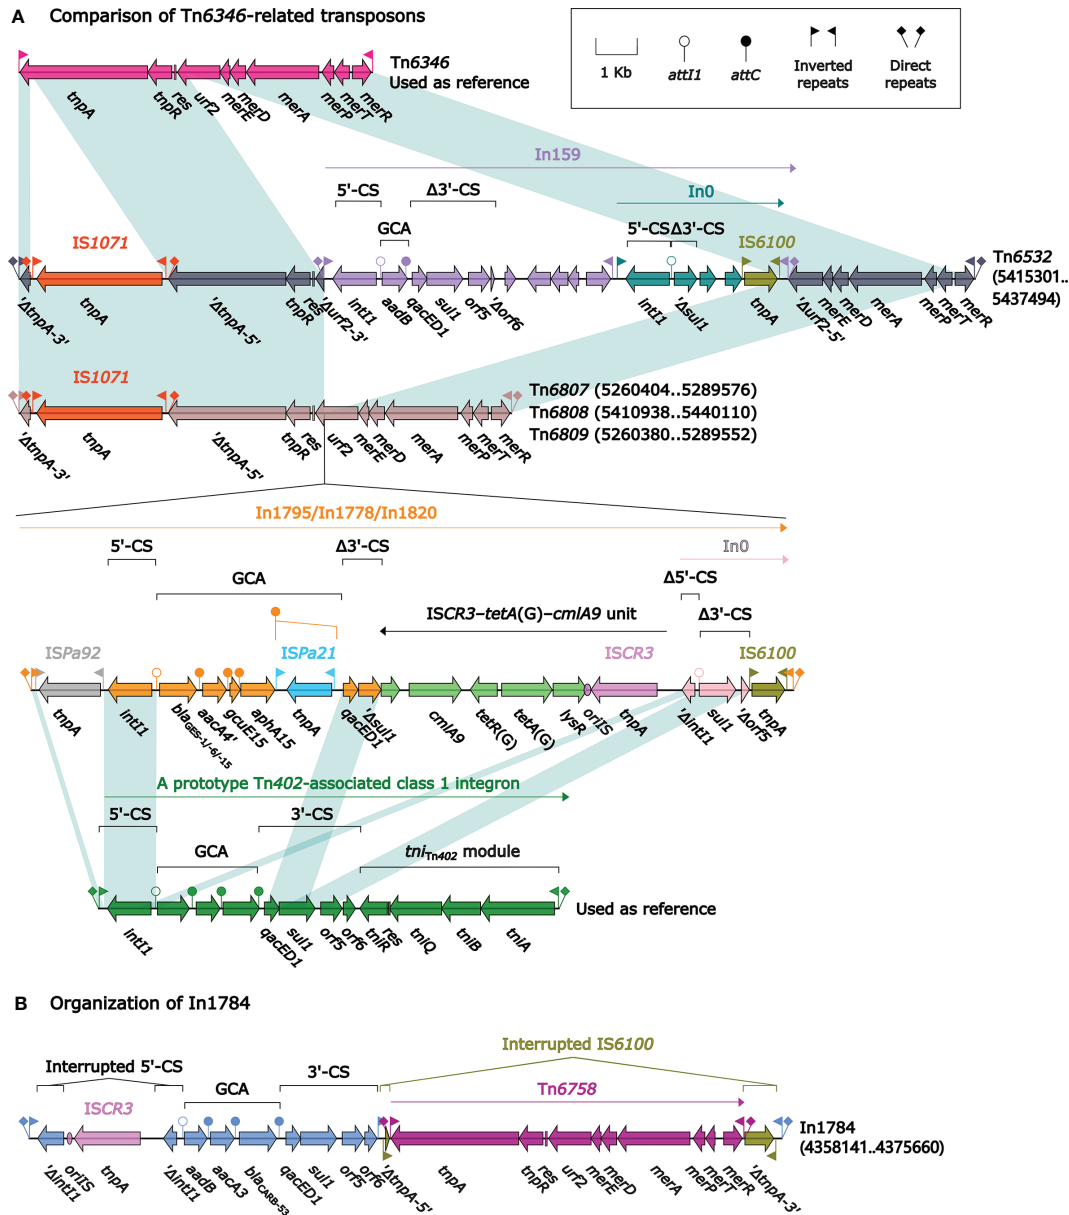 A Comparison of Tn6346-related transposons
1 Kb
attI1
attC
Inverted
repeats
Direct
repeats
Tn6346
Used as reference
tnpA
tnpR
res
urf2
merE
merD
merA
merP
merT
merR
In159
5'-CS
Δ3'-CS
In0
GCA
5'-CS
Δ3'-CS
IS1071
IS6100
Tn6532
(5415301..
5437494)
'ΔtnpA-3'
tnpA
'ΔtnpA-5'
tnpR
res
'Δurf2-3'
intI1
aadB
qacED1
sul1
orf5
'Δorf6
intI1
'Δsul1
tnpA
'Δurf2-5'
merE
merD
merA
merP
merT
merR
IS1071
Tn6807 (5260404..5289576)
Tn6808 (5410938..5440110)
Tn6809 (5260380..5289552)
'ΔtnpA-3'
tnpA
'ΔtnpA-5'
tnpR
res
urf2
merE
merD
merA
merP
merT
merR
In1795/In1778/In1820
5'-CS
Δ3'-CS
In0
GCA
Δ5'-CS
Δ3'-CS
ISCR3–tetA(G)–cmlA9 unit
ISPa92
ISPa21
ISCR3
IS6100
tnpA
intI1
blaGES-1/-6/-15
aacA4'
gcuE15
aphA15
tnpA
qacED1
'Δsul1
cmlA9
tetR(G)
tetA(G)
lysR
oriIS
tnpA
'ΔintI1
sul1
'Δorf5
tnpA
A prototype Tn402-associated class 1 integron
5'-CS
3'-CS
GCA
tniTn402 module
Used as reference
intI1
qacED1
sul1
orf5
orf6
tniR
res
tniQ
tniB
tniA
B Organization of In1784
Interrupted IS6100
Interrupted 5'-CS
3'-CS
GCA
Tn6758
ISCR3
In1784
(4358141..4375660)
'ΔintI1
oriIS
tnpA
'ΔintI1
aadB
aacA3
blaCARB-53
qacED1
sul1
orf5
orf6
'ΔtnpA-5'
tnpA
tnpR
res
urf2
merE
merD
merA
merP
merT
merR
'ΔtnpA-3'